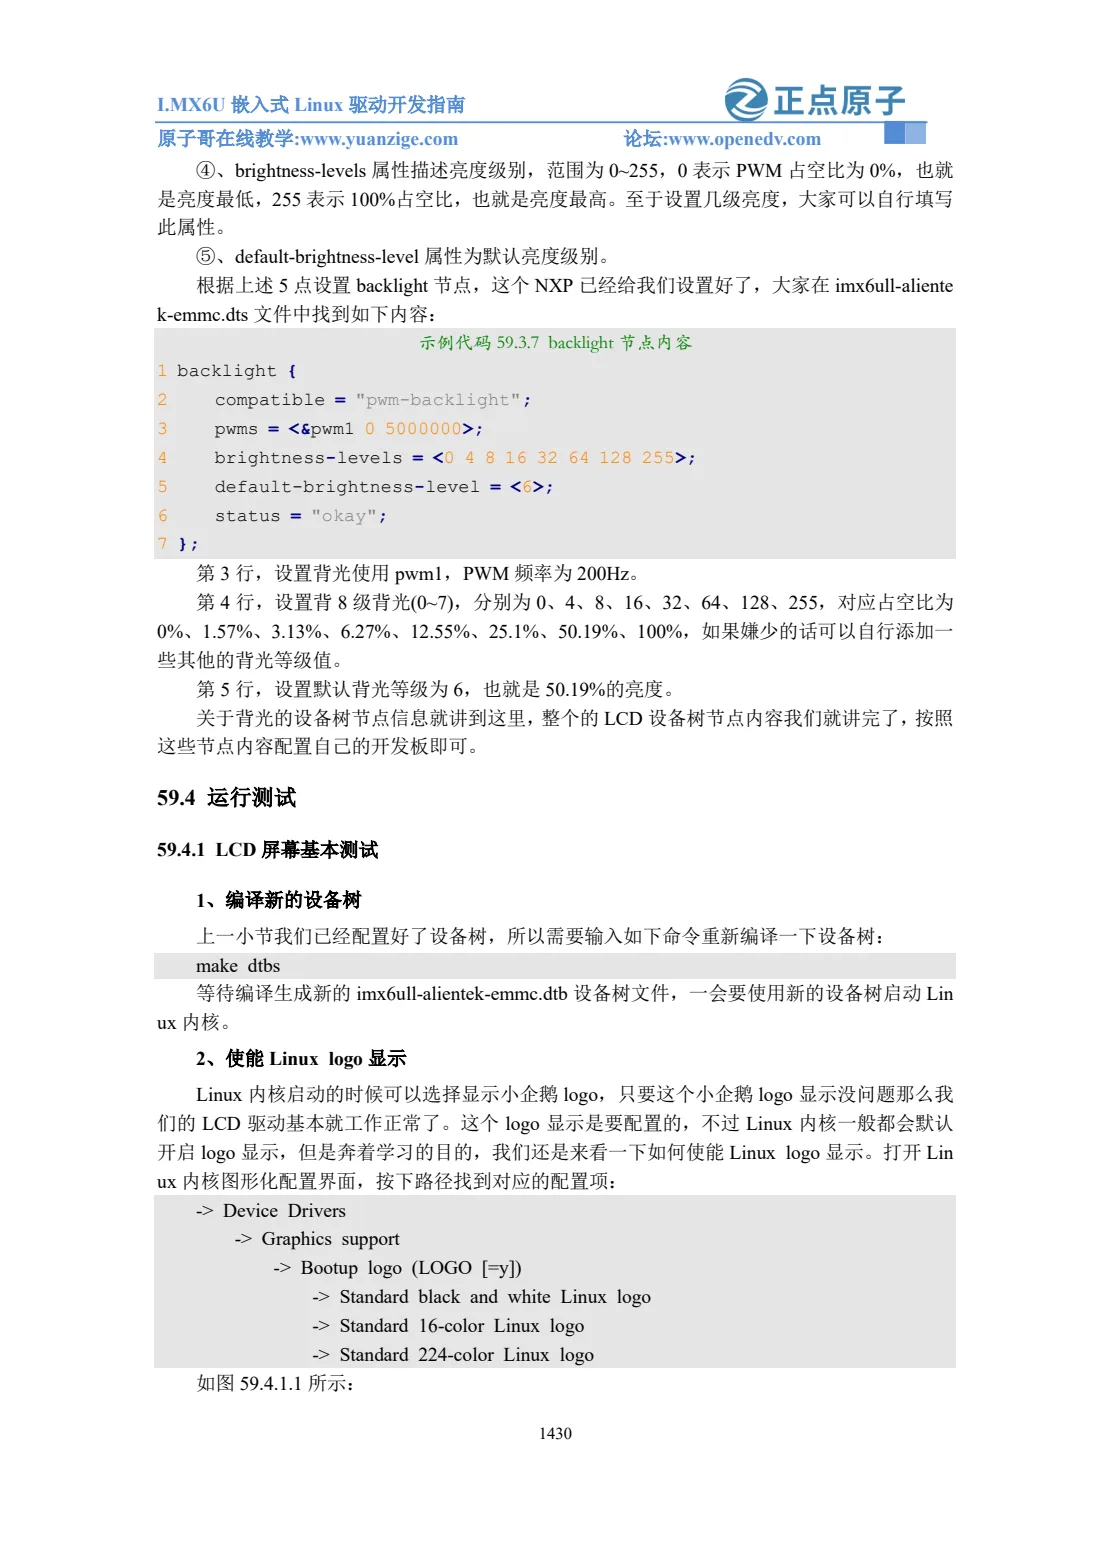 I.MX6U 嵌入式 Linux 驱动开发指南
正点原子
原子哥在线教学:www.yuanzige.com 论坛:www.openedv.com
④、brightness-levels 属性描述亮度级别，范围为 0~255，0 表示 PWM 占空比为 0%，也就
是亮度最低，255 表示 100%占空比，也就是亮度最高。至于设置几级亮度，大家可以自行填写
此属性。
⑤、default-brightness-level 属性为默认亮度级别。
根据上述 5 点设置 backlight 节点，这个 NXP 已经给我们设置好了，大家在 imx6ull-aliente
k-emmc.dts 文件中找到如下内容：
示例代码 59.3.7 backlight 节点内容
1 backlight {
2 compatible = "pwm-backlight";
3 pwms = <&pwm1 0 5000000>;
4 brightness-levels = <0 4 8 16 32 64 128 255>;
5 default-brightness-level = <6>;
6 status = "okay";
7 };
第 3 行，设置背光使用 pwm1，PWM 频率为 200Hz。
第 4 行，设置背 8 级背光(0~7)，分别为 0、4、8、16、32、64、128、255，对应占空比为
0%、1.57%、3.13%、6.27%、12.55%、25.1%、50.19%、100%，如果嫌少的话可以自行添加一
些其他的背光等级值。
第 5 行，设置默认背光等级为 6，也就是 50.19%的亮度。
关于背光的设备树节点信息就讲到这里，整个的 LCD 设备树节点内容我们就讲完了，按照
这些节点内容配置自己的开发板即可。
59.4 运行测试
59.4.1 LCD 屏幕基本测试
1、编译新的设备树
上一小节我们已经配置好了设备树，所以需要输入如下命令重新编译一下设备树：
make dtbs
等待编译生成新的 imx6ull-alientek-emmc.dtb 设备树文件，一会要使用新的设备树启动 Lin
ux 内核。
2、使能 Linux logo 显示
Linux 内核启动的时候可以选择显示小企鹅 logo，只要这个小企鹅 logo 显示没问题那么我
们的 LCD 驱动基本就工作正常了。这个 logo 显示是要配置的，不过 Linux 内核一般都会默认
开启 logo 显示，但是奔着学习的目的，我们还是来看一下如何使能 Linux logo 显示。打开 Lin
ux 内核图形化配置界面，按下路径找到对应的配置项：
-> Device Drivers
-> Graphics support
-> Bootup logo (LOGO [=y])
-> Standard black and white Linux logo
-> Standard 16-color Linux logo
-> Standard 224-color Linux logo
如图 59.4.1.1 所示：
1430